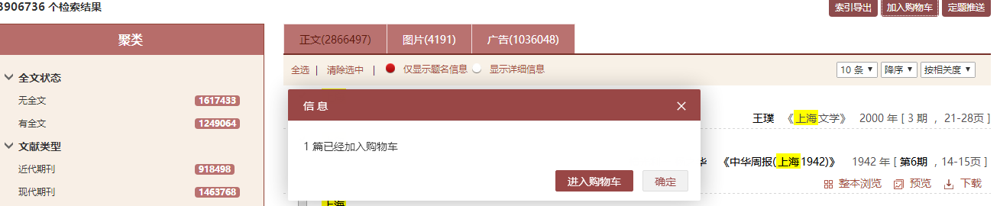 3906736 个检索结果
索引导出 加入购物车 定题推送
聚类
正文(2866497) 图片(4191) 广告(1036048)
全选 | 清除选中 | 仅显示题名信息 显示详细信息
10 条 降序 按相关度
全文状态
无全文 1617433
有全文 1249064
文献类型
近代期刊 918498
现代期刊 1463768
信息
1 篇已经加入购物车
进入购物车 确定
王璞 《上海文学》 2000 年 [ 3 期 , 21-28页 ]
华 《中华周报(上海1942)》 1942 年 [ 第6期 , 14-15页 ]
整本浏览 预览 下载
上海